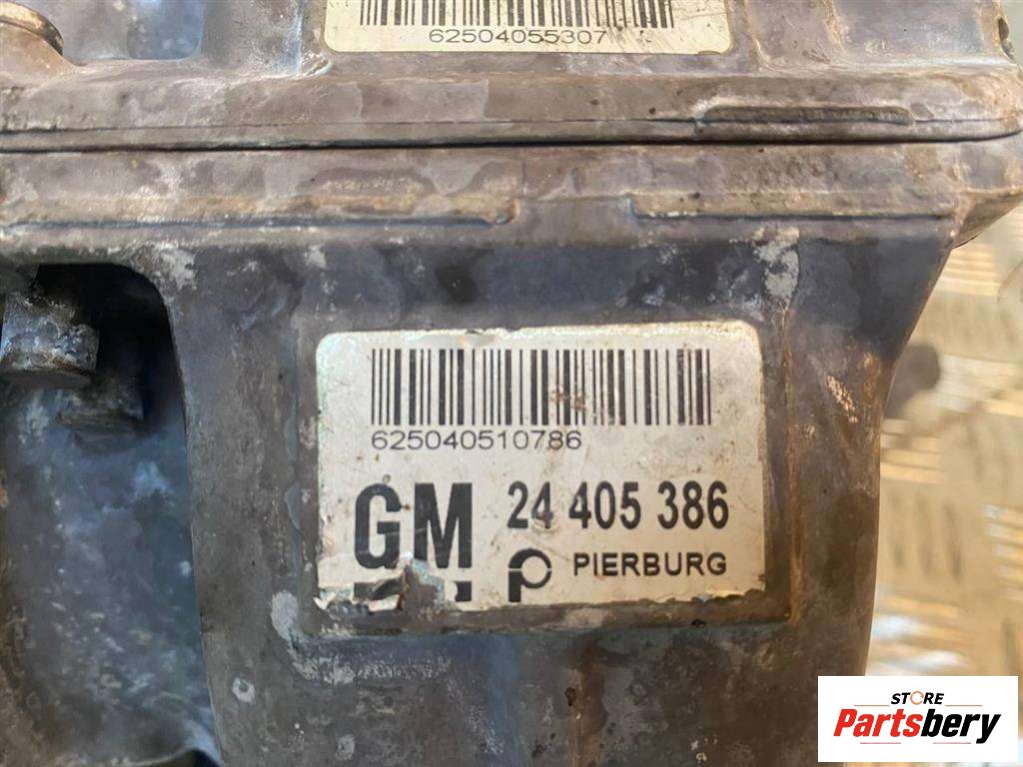 62504055307
625040510786
GM
24 405 386
PIERBURG
STORE
Partsbery